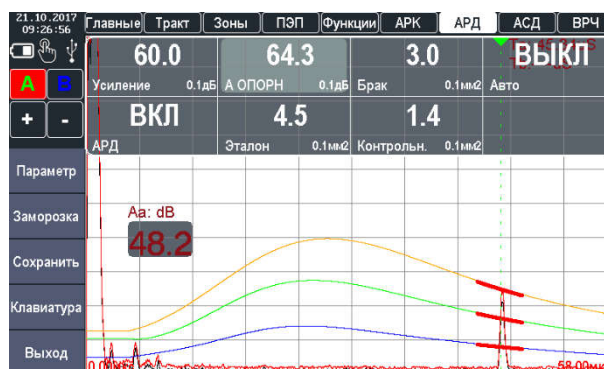 21.10.2017
09:26:56
Главные Тракт Зоны ПЭП Функции АРК АРД АСД ВРЧ
60.0 64.3 3.0 ВЫКЛ
Усиление 0.1дБ А ОПОРН 0.1дБ Брак 0.1мм2 Авто
A B
+ -
ВКЛ 4.5 1.4
АРД Эталон 0.1мм2 Контрольн. 0.1мм2
Параметр
Заморозка
Сохранить
Клавиатура
Выход
Aa: dB
48.2